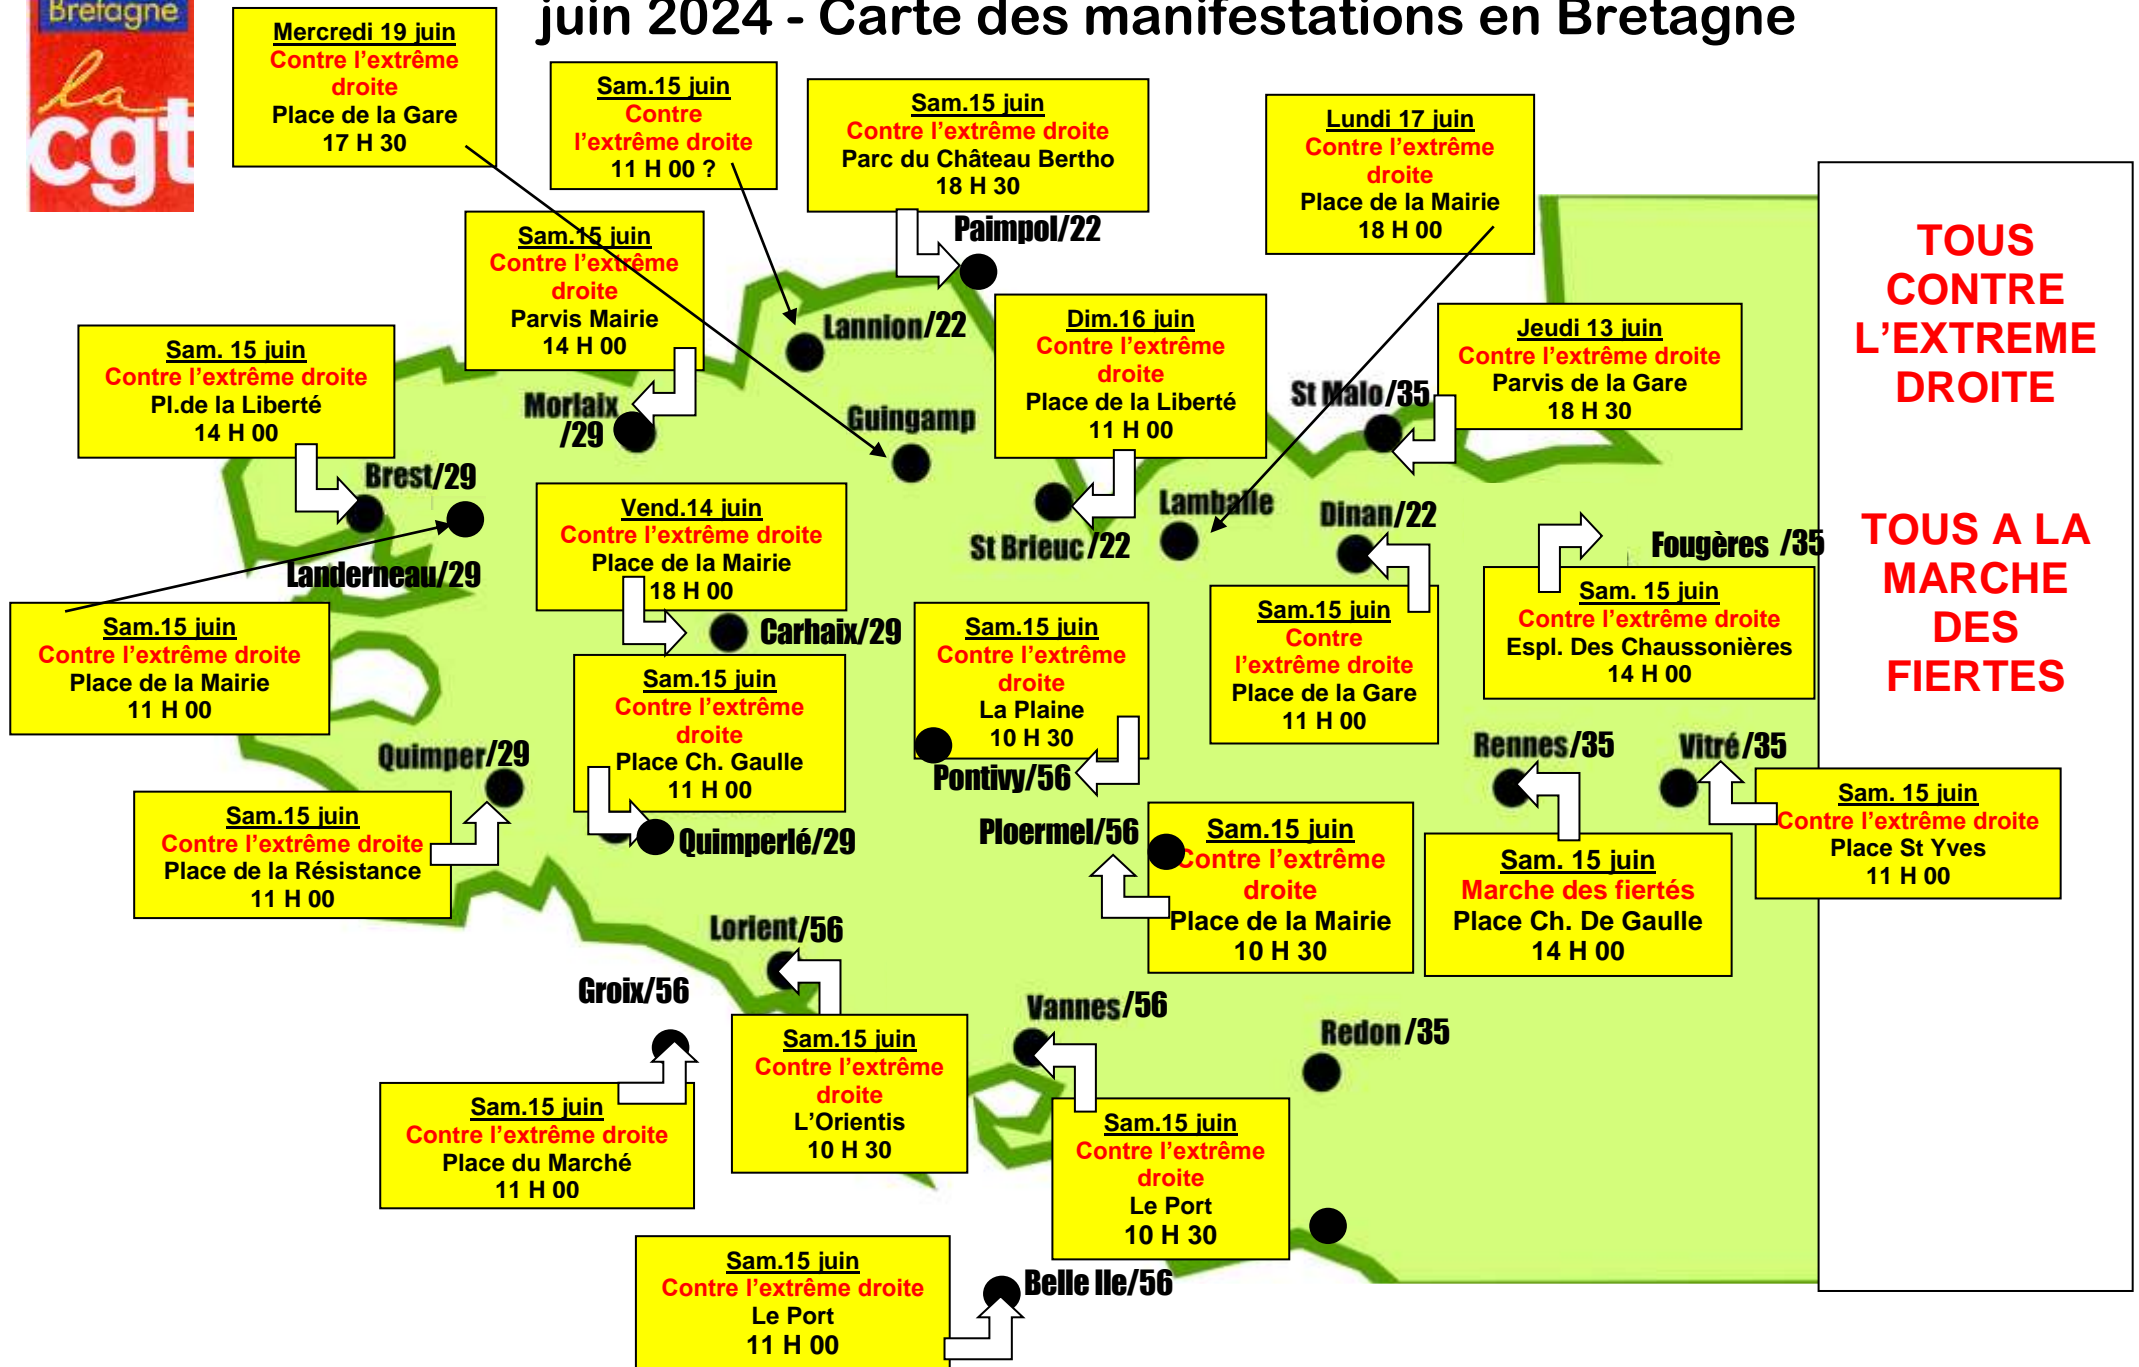 Bretagne
la
cgt
juin 2024 - Carte des manifestations en Bretagne
Mercredi 19 juin
Contre l'extrême
droite
Place de la Gare
17 H 30
Sam.15 juin
Contre
l'extrême droite
11 H 00 ?
Sam.15 juin
Contre l'extrême droite
Parc du Château Bertho
18 H 30
Lundi 17 juin
Contre l'extrême
droite
Place de la Mairie
18 H 00
TOUS
CONTRE
L'EXTREME
DROITE
TOUS A LA
MARCHE
DES
FIERTES
Paimpol/22
Sam.15 juin
Contre l'extrême
droite
Parvis Mairie
14 H 00
Lannion/22
Dim.16 juin
Contre l'extrême
droite
Place de la Liberté
11 H 00
Jeudi 13 juin
Contre l'extrême droite
Parvis de la Gare
18 H 30
Sam. 15 juin
Contre l'extrême droite
Pl.de la Liberté
14 H 00
Morlaix
/29
Guingamp
St Malo/35
Brest/29
Landerneau/29
Vend.14 juin
Contre l'extrême droite
Place de la Mairie
18 H 00
St Brieuc/22
Lamballe
Dinan/22
Fougères /35
Sam.15 juin
Contre l'extrême droite
Place de la Mairie
11 H 00
Carhaix/29
Sam.15 juin
Contre l'extrême
droite
La Plaine
10 H 30
Sam.15 juin
Contre
l'extrême droite
Place de la Gare
11 H 00
Sam. 15 juin
Contre l'extrême droite
Espl. Des Chaussonières
14 H 00
Sam.15 juin
Contre l'extrême
droite
Place Ch. Gaulle
11 H 00
Quimper/29
Pontivy/56
Rennes/35
Vitré/35
Sam.15 juin
Contre l'extrême droite
Place de la Résistance
11 H 00
Quimperlé/29
Ploermel/56
Sam.15 juin
Contre l'extrême
droite
Place de la Mairie
10 H 30
Sam. 15 juin
Marche des fiertés
Place Ch. De Gaulle
14 H 00
Sam. 15 juin
Contre l'extrême droite
Place St Yves
11 H 00
Lorient/56
Groix/56
Vannes/56
Redon/35
Sam.15 juin
Contre l'extrême droite
Place du Marché
11 H 00
Sam.15 juin
Contre l'extrême
droite
L'Orientis
10 H 30
Sam.15 juin
Contre l'extrême
droite
Le Port
10 H 30
Sam.15 juin
Contre l'extrême droite
Le Port
11 H 00
Belle Ile/56